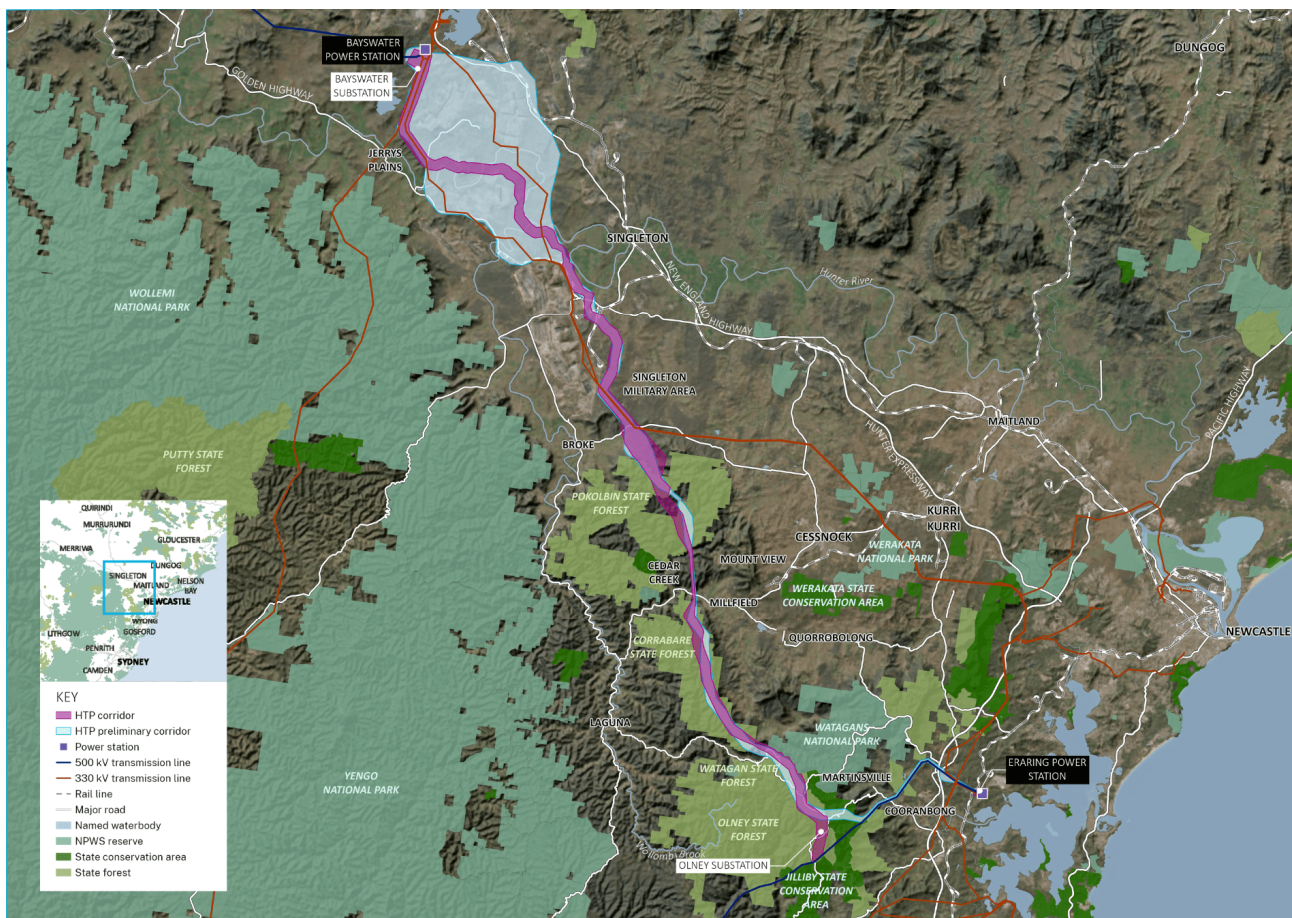 DUNGOG
BAYSWATER
POWER STATION
BAYSWATER
SUBSTATION
GOLDEN HIGHWAY
JERRYS
PLAINS
SINGLETON
Hunter River
NEW ENGLAND HIGHWAY
WOLLEMI
NATIONAL PARK
SINGLETON
MILITARY AREA
MAITLAND
PACIFIC HIGHWAY
HUNTER EXPRESSWAY
BROKE
PUTTY STATE
FOREST
POKOLBIN STATE
FOREST
KURRI
KURRI
CESSNOCK
WERAKATA
NATIONAL PARK
MOUNT VIEW
CEDAR
CREEK
WERAKATA STATE
CONSERVATION AREA
MILLFIELD
QUORROBOLONG
NEWCASTLE
CORRABARE
STATE FOREST
LAGUNA
WATAGANS
NATIONAL PARK
ERARING POWER
STATION
WATAGAN STATE
FOREST
MARTINSVILLE
YENGO
NATIONAL PARK
COORANBONG
OLNEY STATE
FOREST
Wollombi Brook
OLNEY SUBSTATION
JILLIBY STATE
CONSERVATION
AREA
QUIRINDI
MURRURUNDI
GLOUCESTER
MERRIWA
DUNGOG
SINGLETON
MAITLAND
NELSON
BAY
NEWCASTLE
WYONG
GOSFORD
LITHGOW
PENRITH
SYDNEY
CAMDEN
KEY
HTP corridor
HTP preliminary corridor
Power station
500 kV transmission line
330 kV transmission line
Rail line
Major road
Named waterbody
NPWS reserve
State conservation area
State forest